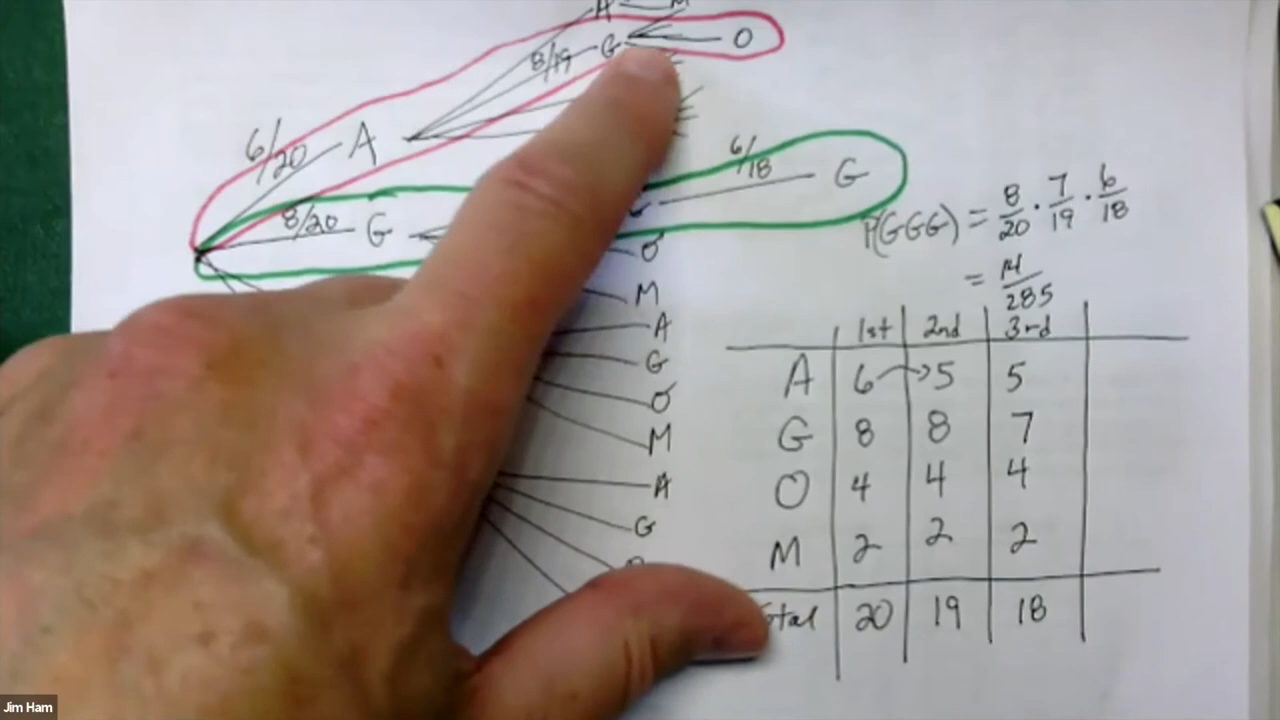 A M
8/19 G O
6/20 A
6/18 G
8/20 G
O
M
A
G
O
M
A
G
P(GGG) = 8/20 · 7/19 · 6/18
= 14/285
1st 2nd 3rd
A 6 5 5
G 8 8 7
O 4 4 4
M 2 2 2
20 19 18
Jim Ham